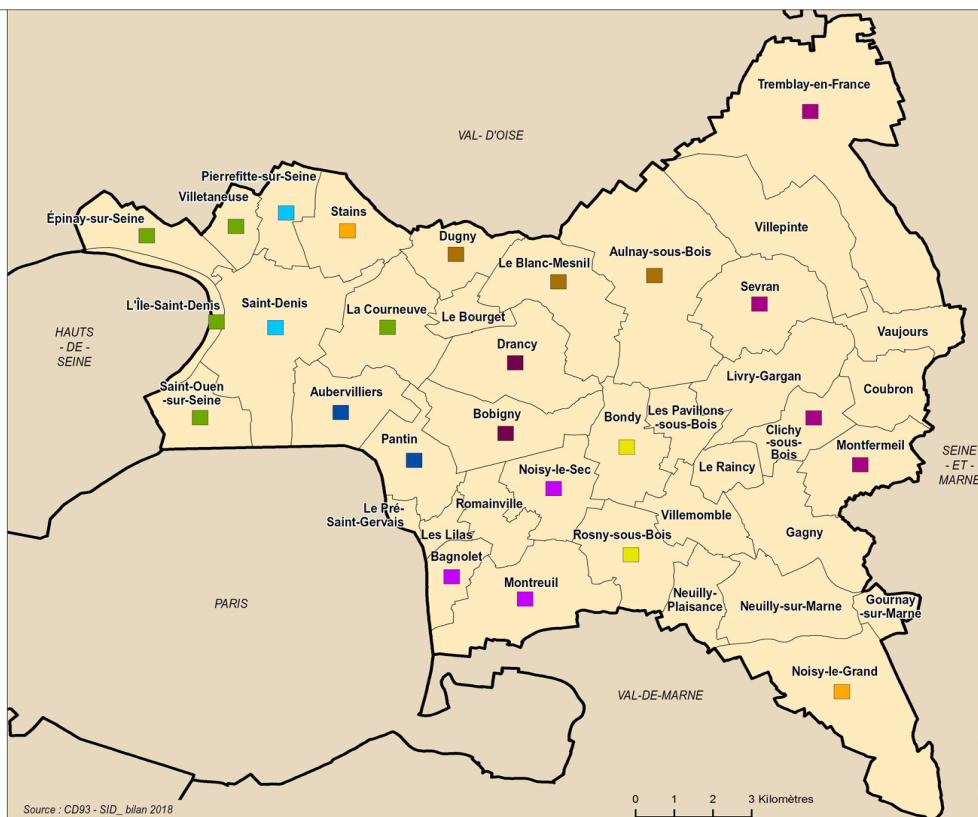 Tremblay-en-France
VAL- D'OISE
Pierrefitte-sur-Seine
Villetaneuse
Épinay-sur-Seine
Stains
Dugny
Villepinte
Aulnay-sous-Bois
Le Blanc-Mesnil
Sevran
L'Île-Saint-Denis
Saint-Denis
La Courneuve
Le Bourget
HAUTS
- DE -
SEINE
Vaujours
Drancy
Livry-Gargan
Coubron
Saint-Ouen
-sur-Seine
Aubervilliers
Bobigny
Bondy
Les Pavillons
-sous-Bois
Clichy
-sous-
Bois
Montfermeil
Pantin
SEINE
- ET -
MARNE
Le Raincy
Noisy-le-Sec
Romainville
Le Pré-
Saint-Gervais
Villemomble
Gagny
Les Lilas
Rosny-sous-Bois
Bagnolet
Montreuil
Neuilly-
Plaisance
Neuilly-sur-Marne
Gournay
-sur-Marne
PARIS
Noisy-le-Grand
VAL-DE-MARNE
Source : CD93 - SID_ bilan 2018
0 1 2 3 Kilomètres